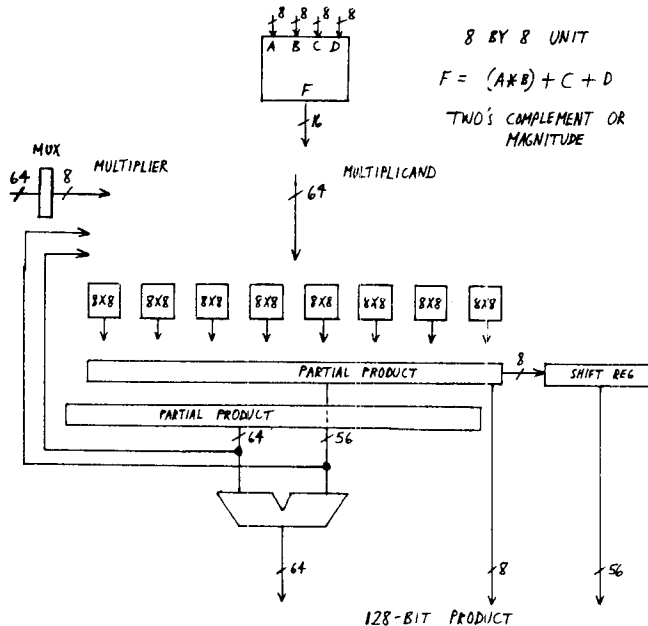 8 8 8 8
A B C D
F
16
8 BY 8 UNIT
F = (A*B) + C + D
TWO'S COMPLEMENT OR
MAGNITUDE
MUX
64 8 MULTIPLIER
MULTIPLICAND
64
8X8 8X8 8X8 8X8 8X8 8X8 8X8 8X8
PARTIAL PRODUCT
8
SHIFT REG
PARTIAL PRODUCT
64 56
64 8 56
128-BIT PRODUCT